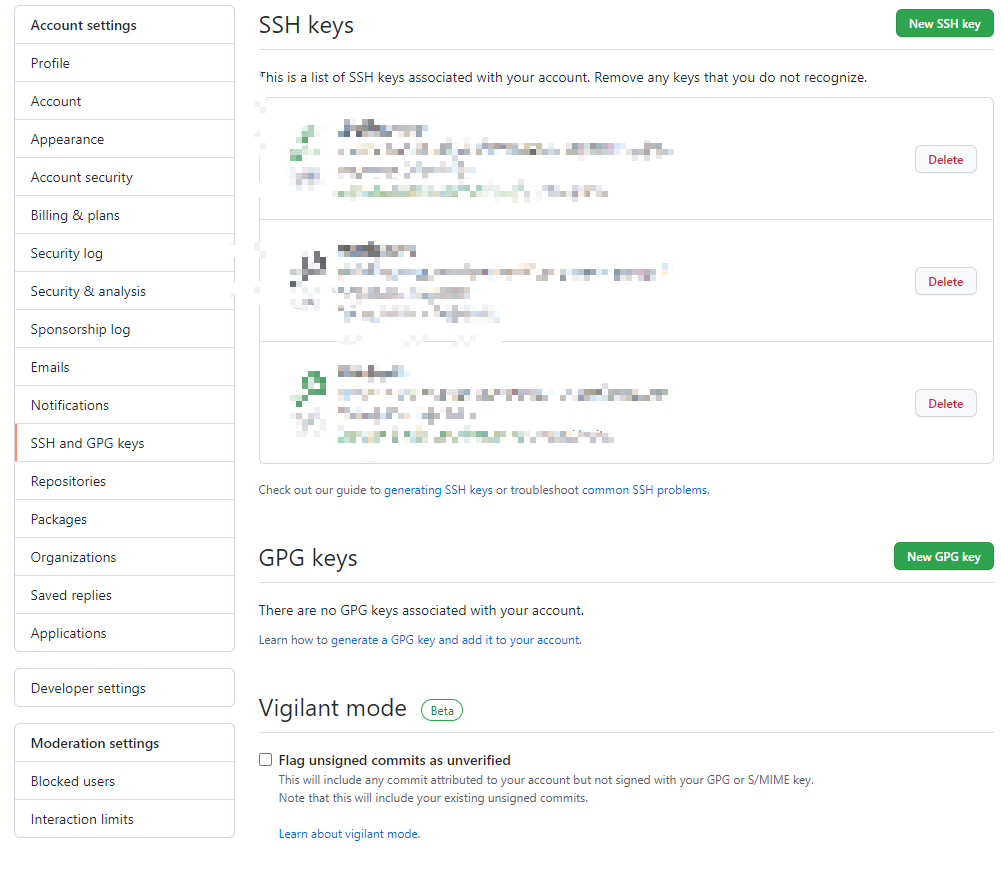 Account settings
Profile
Account
Appearance
Account security
Billing & plans
Security log
Security & analysis
Sponsorship log
Emails
Notifications
SSH and GPG keys
Repositories
Packages
Organizations
Saved replies
Applications
Developer settings
Moderation settings
Blocked users
Interaction limits
SSH keys
New SSH key
This is a list of SSH keys associated with your account. Remove any keys that you do not recognize.
Delete
Delete
Delete
Check out our guide to generating SSH keys or troubleshoot common SSH problems.
GPG keys
New GPG key
There are no GPG keys associated with your account.
Learn how to generate a GPG key and add it to your account.
Vigilant mode Beta
Flag unsigned commits as unverified
This will include any commit attributed to your account but not signed with your GPG or S/MIME key.
Note that this will include your existing unsigned commits.
Learn about vigilant mode.